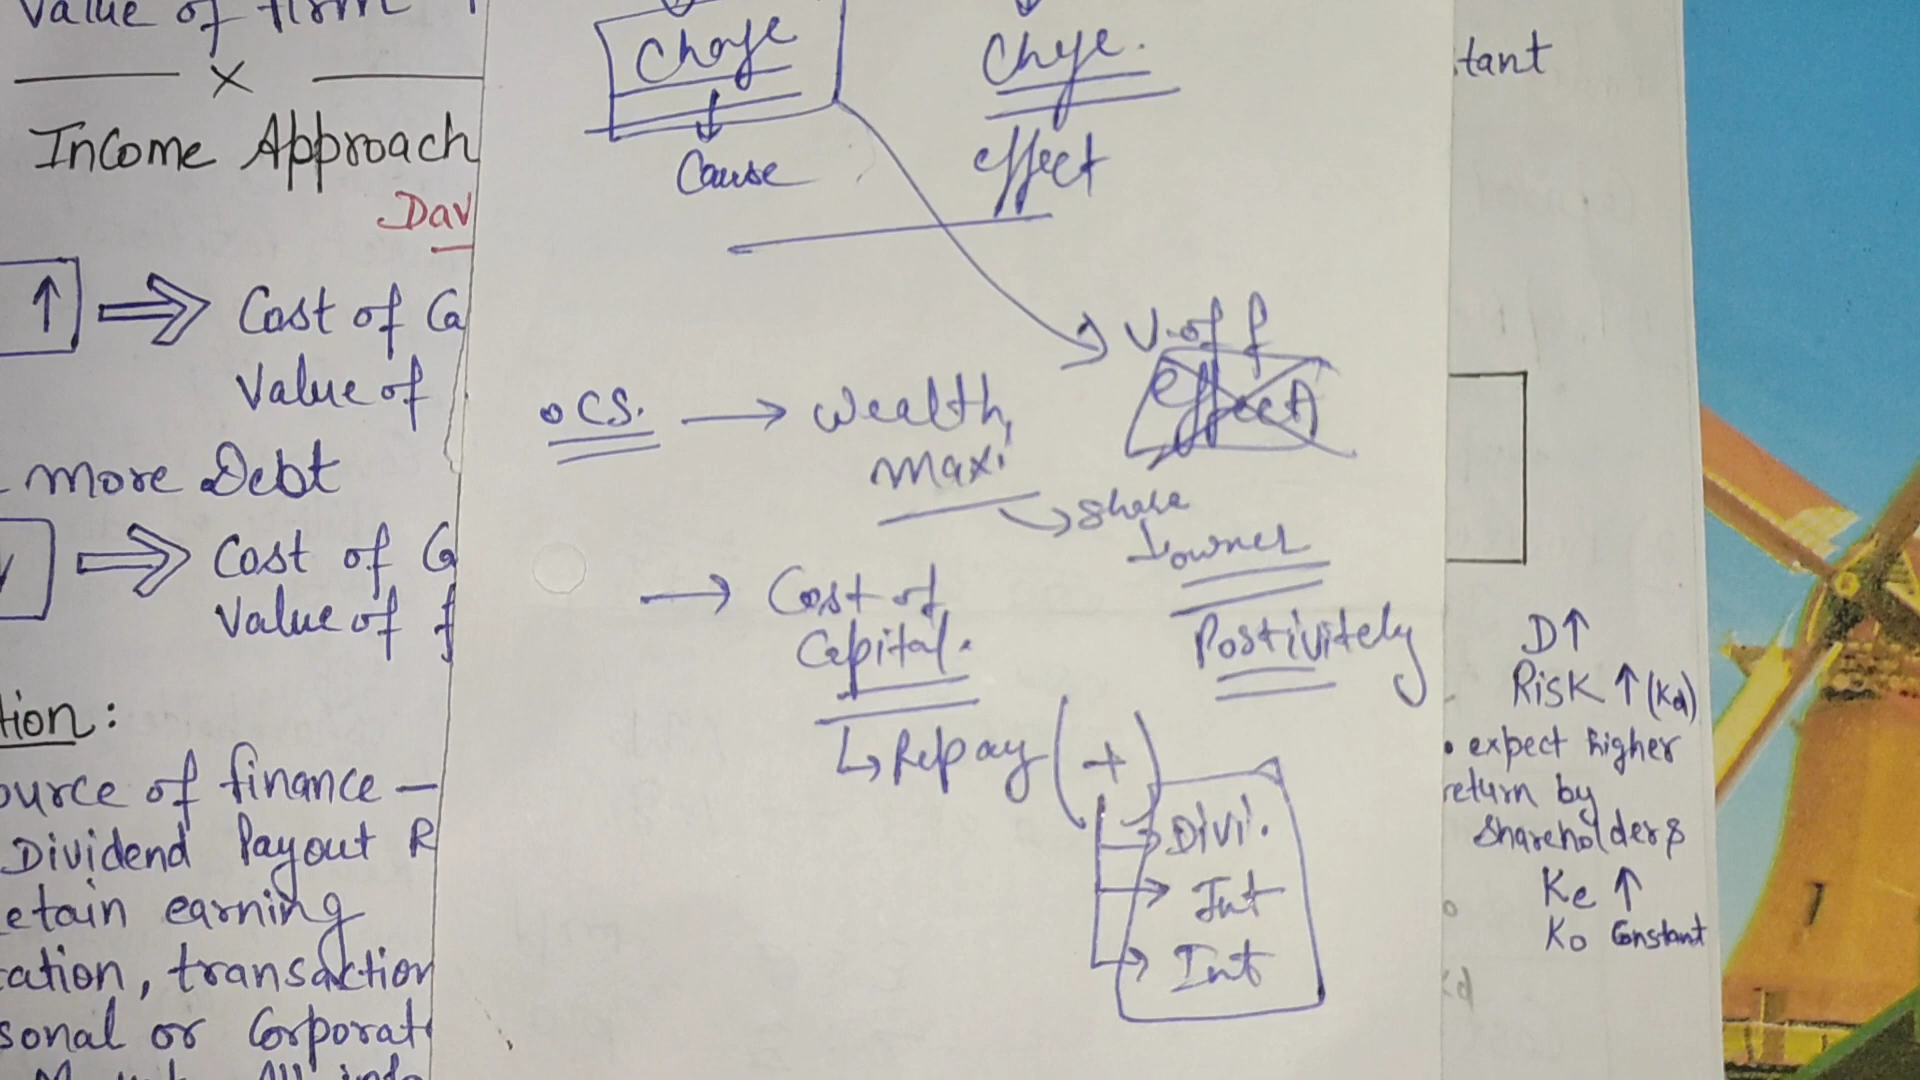 Value of firm
X
Income Approach
Dav
↑ ⇒ Cost of Ca
Value of
more Debt
⇒ Cost of C
Value of f
tion:
ource of finance —
Dividend Payout R
etain earning
cation, transaction
sonal or Corporat
Chage
↓
Cause
Chge.
effect
V. of f
effect
• CS. → Wealth
maxi
share
owner
Postivitely
→ Cost of
Capital.
↳ Repay (+)
→ Divi.
→ Int
→ Int
tant
D↑
Risk ↑ (Kd)
• expect higher
return by
shareholders
Ke ↑
Ko Constant